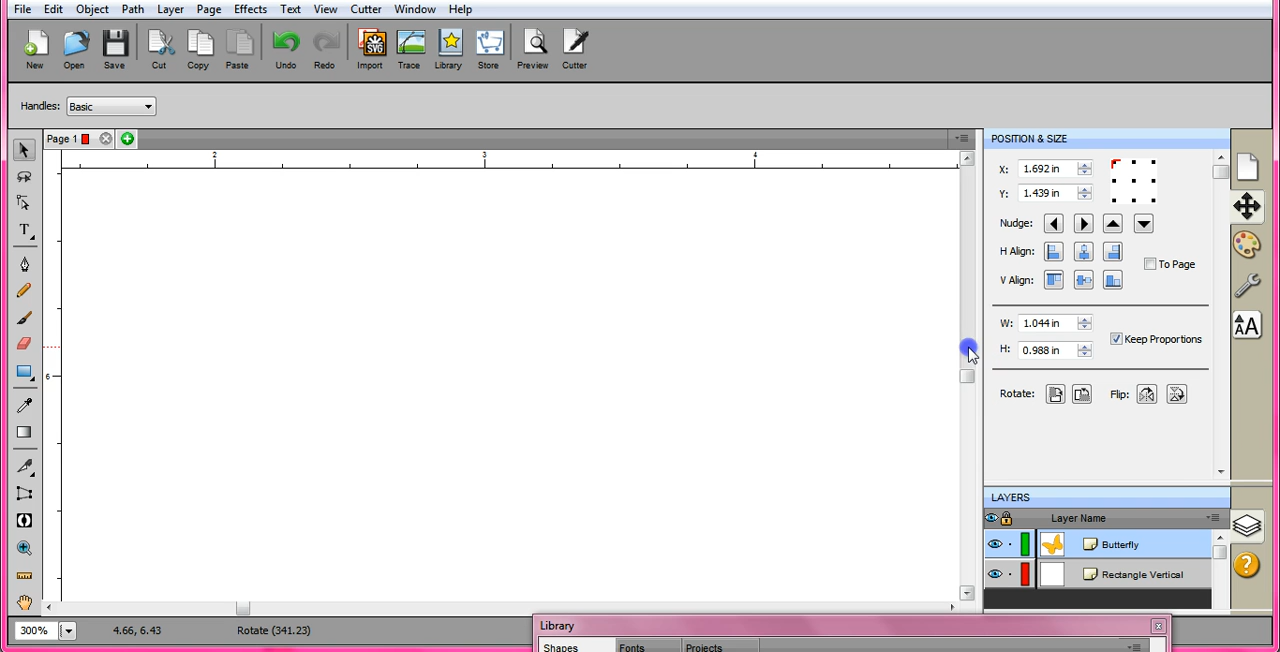 File Edit Object Path Layer Page Effects Text View Cutter Window Help
New Open Save Cut Copy Paste Undo Redo Import Trace Library Store Preview Cutter
SVG
Handles: Basic
Page 1
POSITION & SIZE
2 3 4
X: 1.692 in
Y: 1.439 in
Nudge:
H Align:
To Page
V Align:
W: 1.044 in
Keep Proportions
H: 0.988 in
6
Rotate: Flip:
LAYERS
Layer Name
Butterfly
Rectangle Vertical
300% 4.66, 6.43 Rotate (341.23)
Library
Shapes Fonts Projects